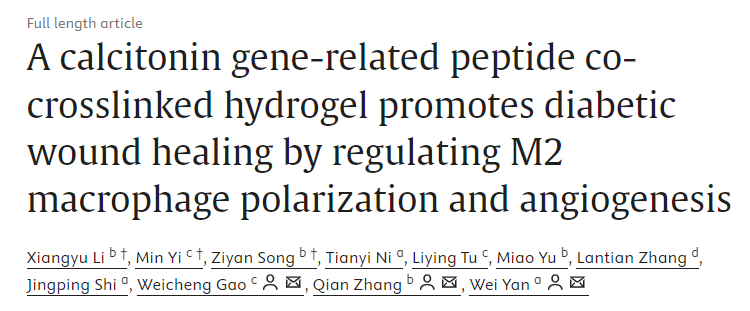 Full length article
A calcitonin gene-related peptide co-
crosslinked hydrogel promotes diabetic
wound healing by regulating M2
macrophage polarization and angiogenesis
Xiangyu Li b †, Min Yi c †, Ziyan Song b †, Tianyi Ni a, Liying Tu c, Miao Yu b, Lantian Zhang d,
Jingping Shi a, Weicheng Gao c, Qian Zhang b, Wei Yan a